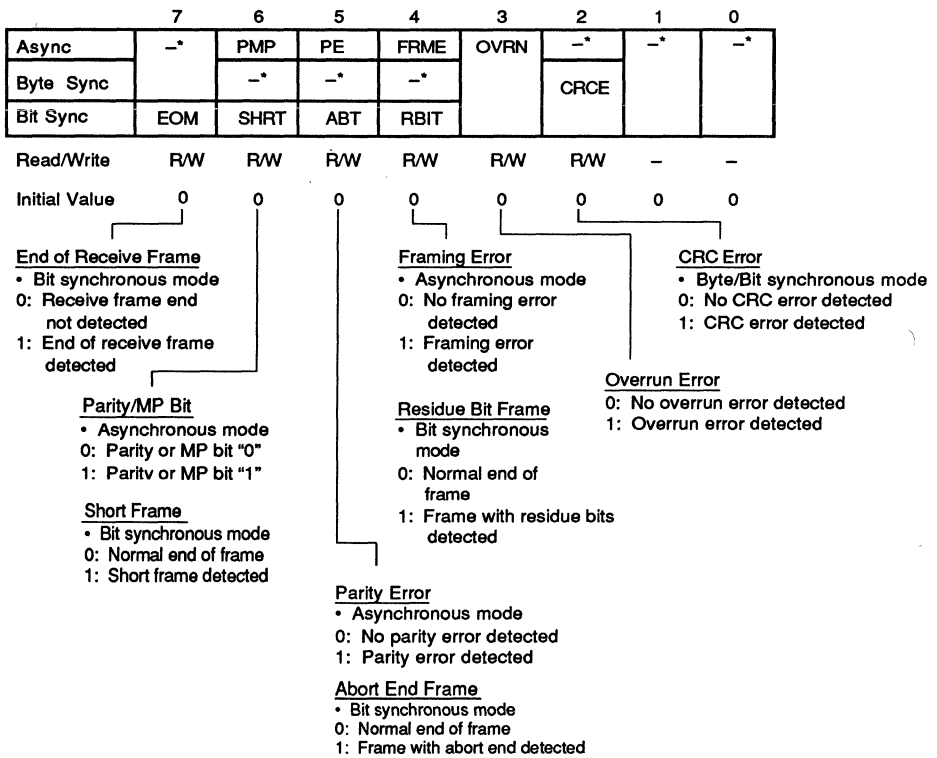 7 6 5 4 3 2 1 0
Async –* PMP PE FRME OVRN –* –* –*
Byte Sync –* –* –* CRCE
Bit Sync EOM SHRT ABT RBIT
Read/Write R/W R/W R/W R/W R/W R/W – –
Initial Value 0 0 0 0 0 0 0 0
End of Receive Frame
• Bit synchronous mode
0: Receive frame end
not detected
1: End of receive frame
detected
Parity/MP Bit
• Asynchronous mode
0: Parity or MP bit “0”
1: Parity or MP bit “1”
Short Frame
• Bit synchronous mode
0: Normal end of frame
1: Short frame detected
Framing Error
• Asynchronous mode
0: No framing error
detected
1: Framing error
detected
Residue Bit Frame
• Bit synchronous
mode
0: Normal end of
frame
1: Frame with residue bits
detected
Parity Error
• Asynchronous mode
0: No parity error detected
1: Parity error detected
Abort End Frame
• Bit synchronous mode
0: Normal end of frame
1: Frame with abort end detected
CRC Error
• Byte/Bit synchronous mode
0: No CRC error detected
1: CRC error detected
Overrun Error
0: No overrun error detected
1: Overrun error detected